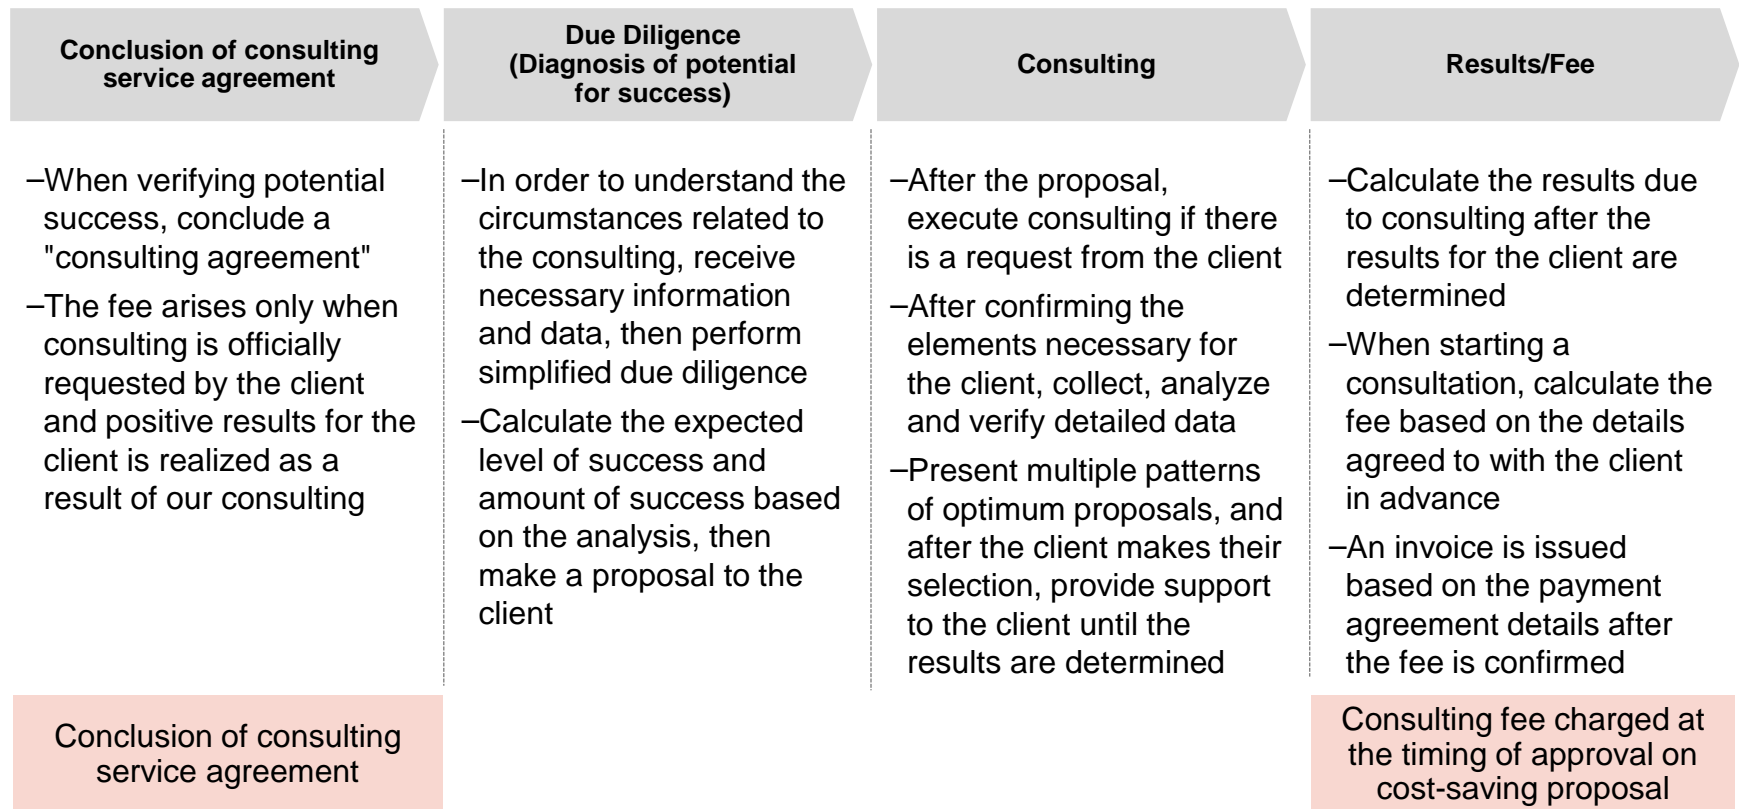 Conclusion of consulting
service agreement
Due Diligence
(Diagnosis of potential
for success)
Consulting
Results/Fee
–When verifying potential
success, conclude a
"consulting agreement"
–The fee arises only when
consulting is officially
requested by the client
and positive results for the
client is realized as a
result of our consulting
–In order to understand the
circumstances related to
the consulting, receive
necessary information
and data, then perform
simplified due diligence
–Calculate the expected
level of success and
amount of success based
on the analysis, then
make a proposal to the
client
–After the proposal,
execute consulting if there
is a request from the client
–After confirming the
elements necessary for
the client, collect, analyze
and verify detailed data
–Present multiple patterns
of optimum proposals, and
after the client makes their
selection, provide support
to the client until the
results are determined
–Calculate the results due
to consulting after the
results for the client are
determined
–When starting a
consultation, calculate the
fee based on the details
agreed to with the client
in advance
–An invoice is issued
based on the payment
agreement details after
the fee is confirmed
Conclusion of consulting
service agreement
Consulting fee charged at
the timing of approval on
cost-saving proposal